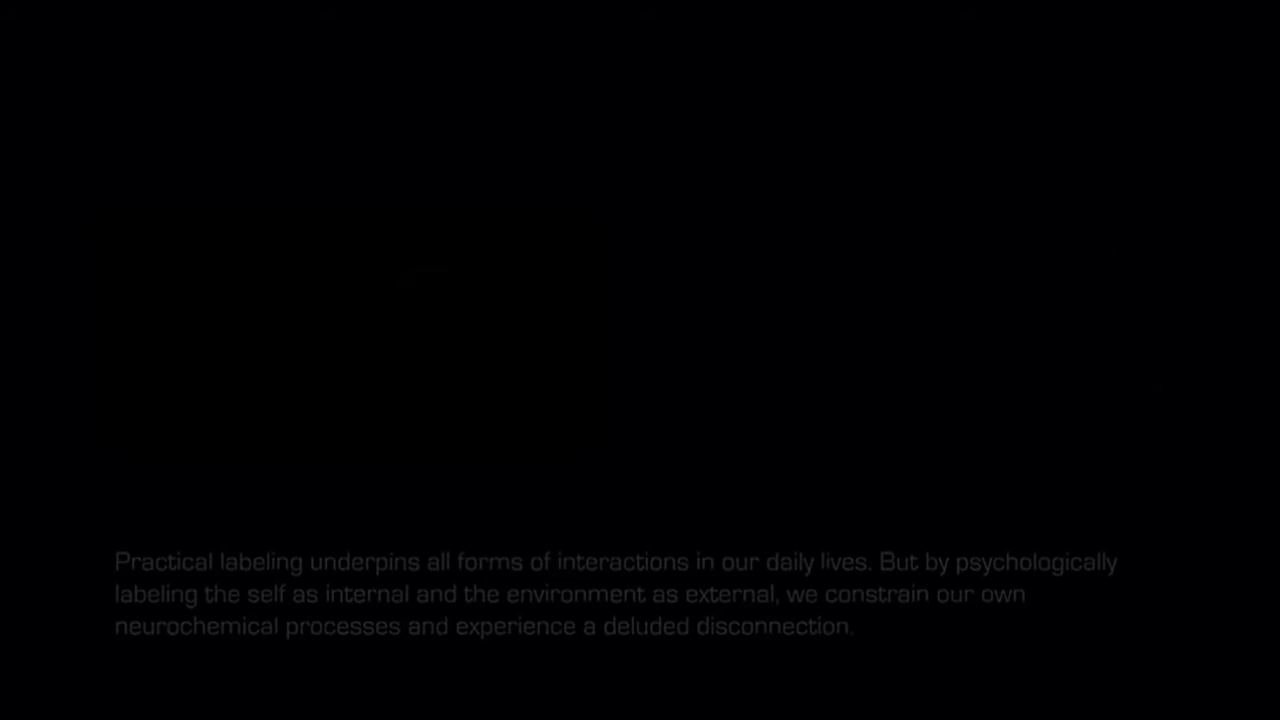 Practical labeling underpins all forms of interactions in our daily lives. But by psychologically
labeling the self as internal and the environment as external, we constrain our own
neurochemical processes and experience a deluded disconnection.